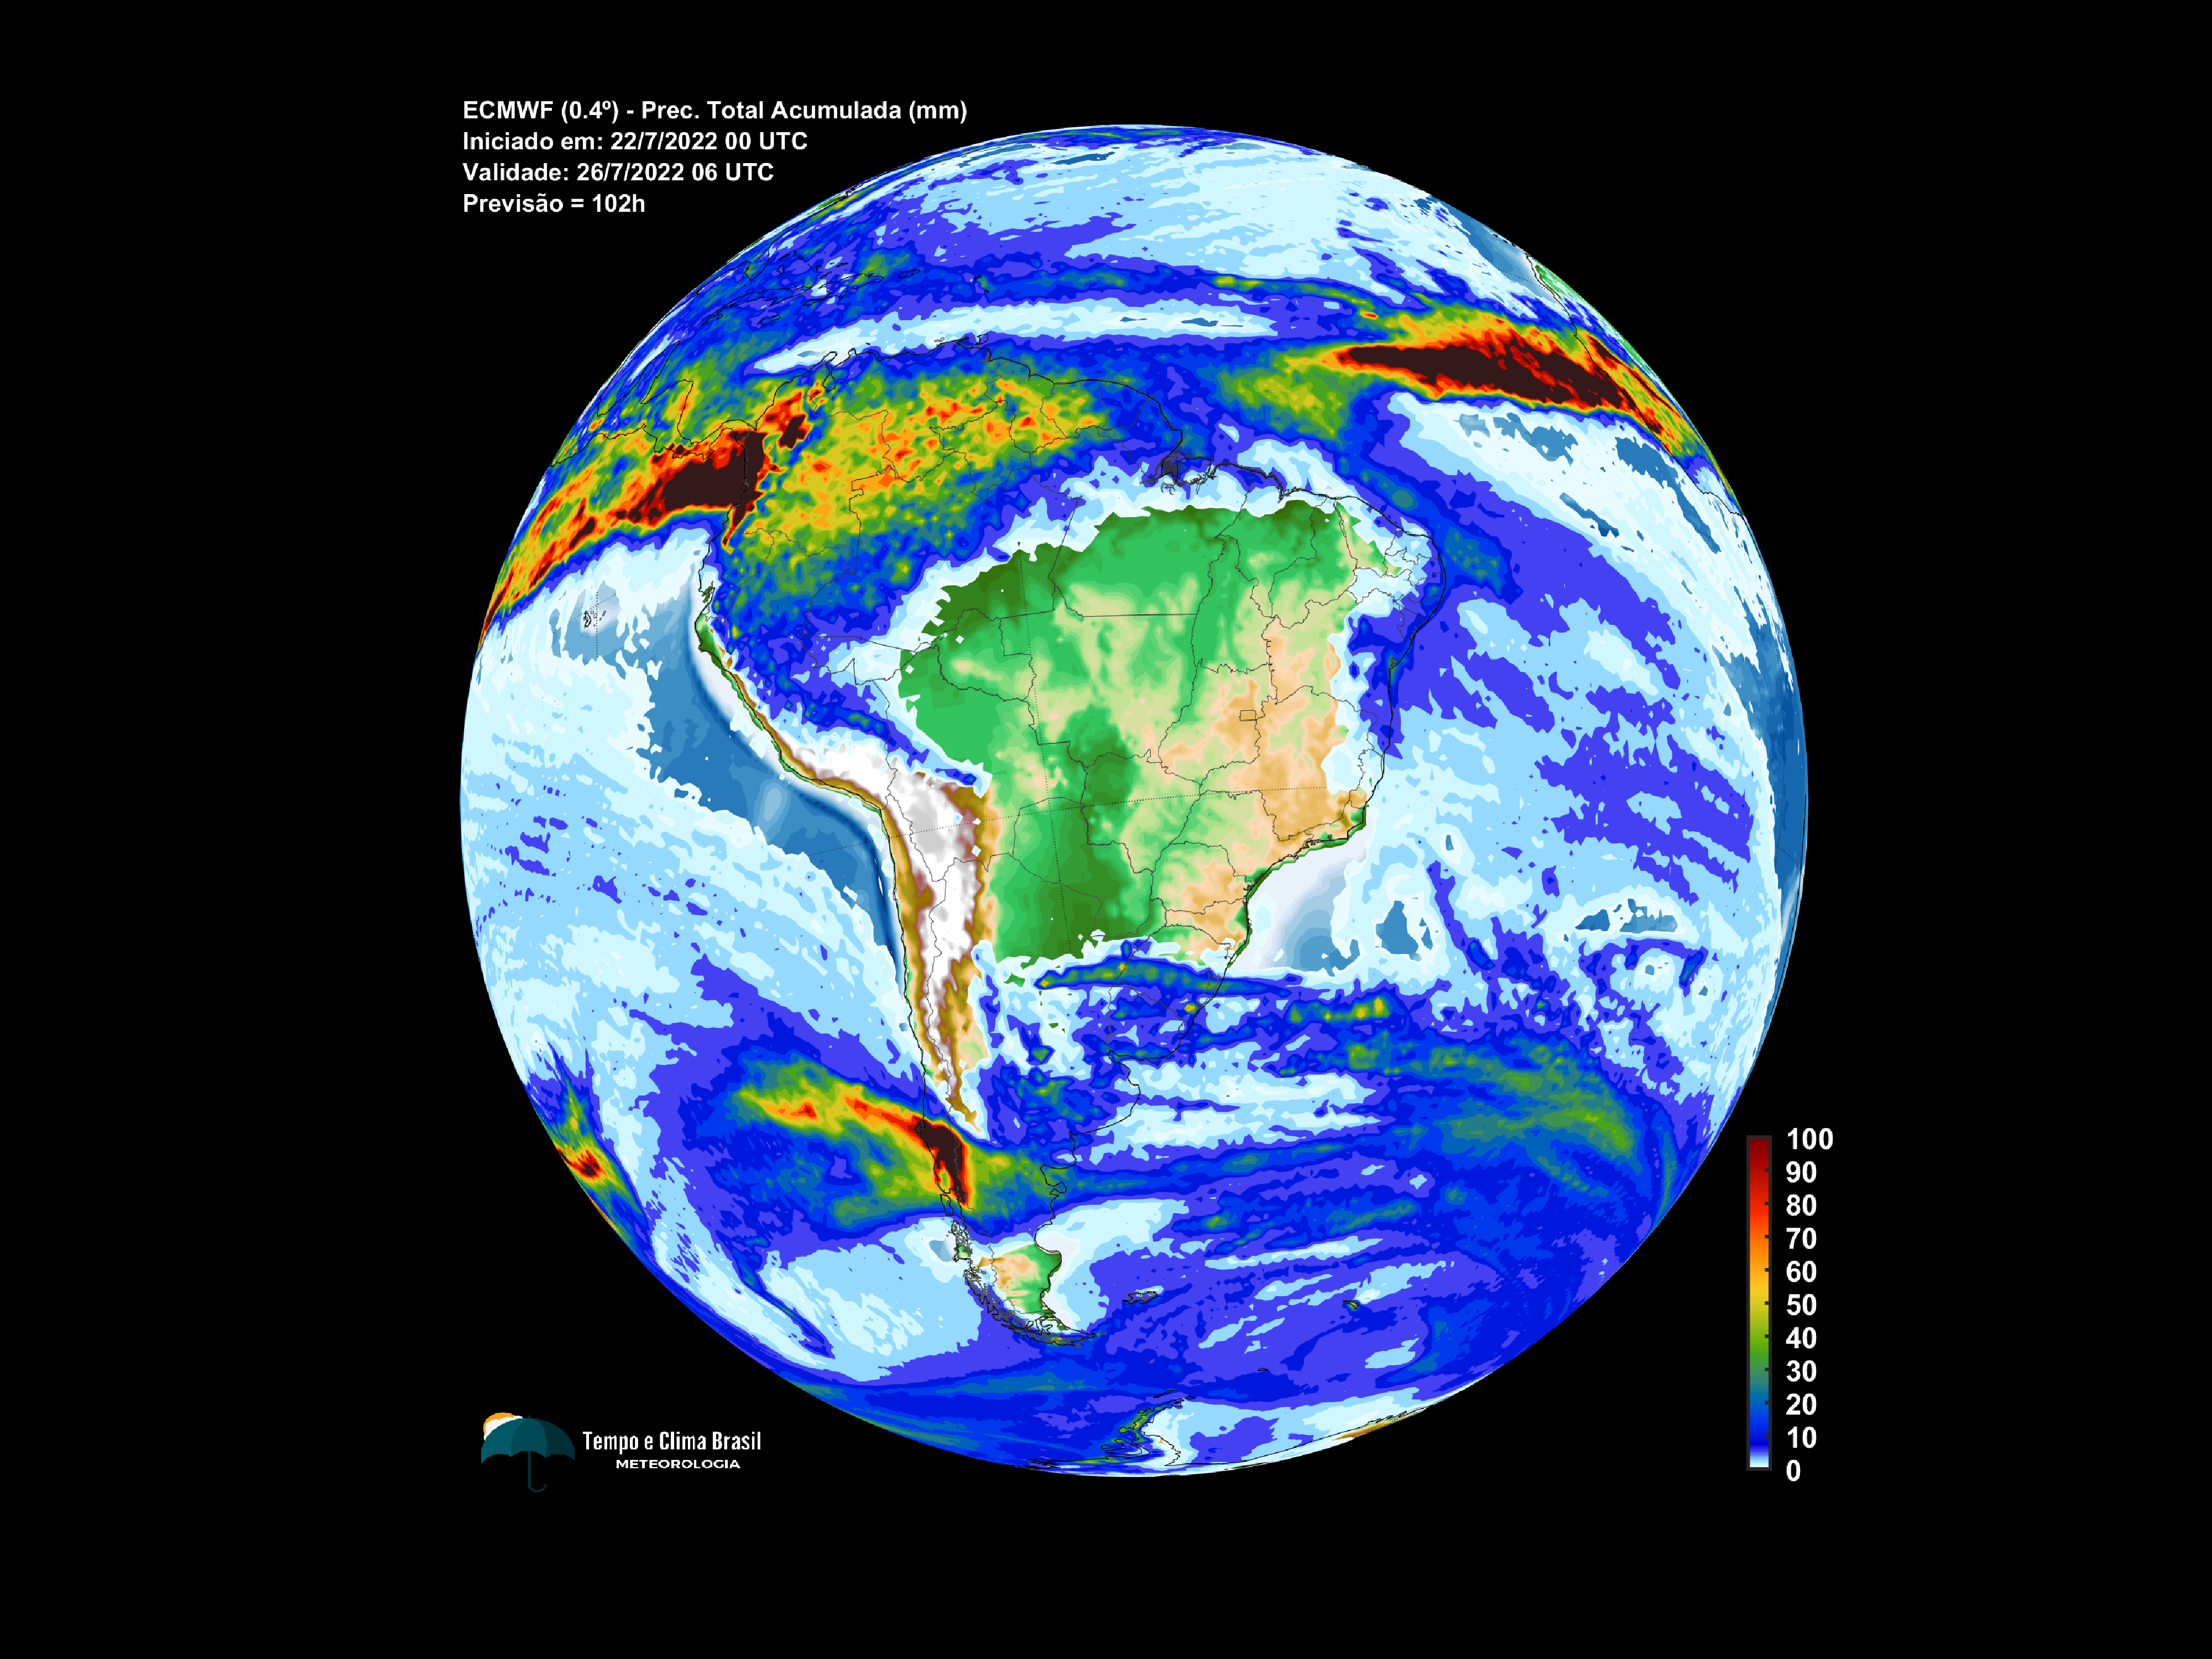 ECMWF (0.4º) - Prec. Total Acumulada (mm)
Iniciado em: 22/7/2022 00 UTC
Validade: 26/7/2022 06 UTC
Previsão = 102h
100
90
80
70
60
50
40
30
20
10
0
Tempo e Clima Brasil
METEOROLOGIA